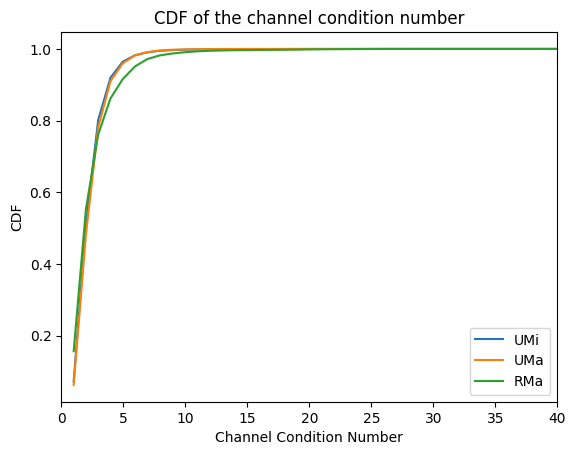 CDF of the channel condition number
1.0
0.8
0.6
0.4
0.2
CDF
0 5 10 15 20 25 30 35 40
Channel Condition Number
UMi
UMa
RMa